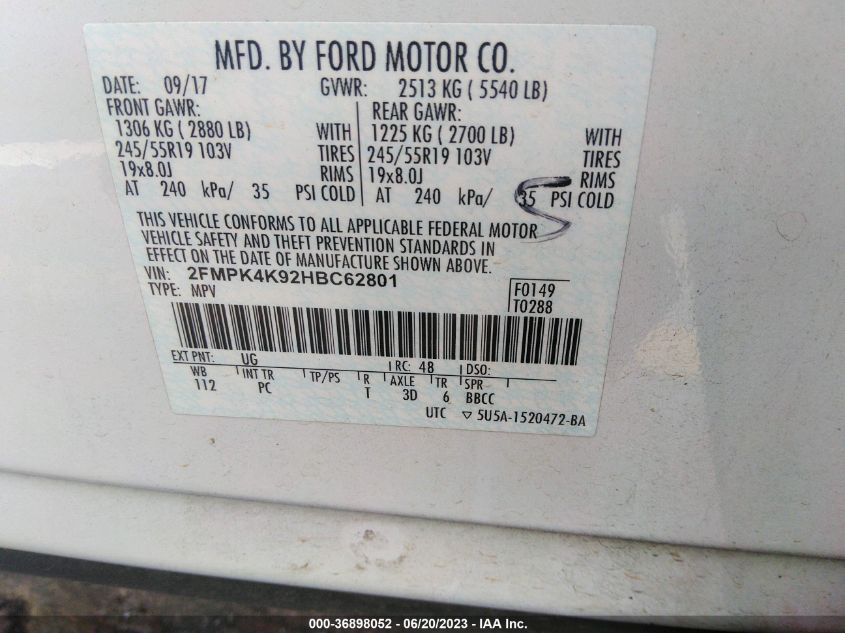 MFD. BY FORD MOTOR CO.
DATE: 09/17 GVWR: 2513 KG ( 5540 LB)
FRONT GAWR: REAR GAWR:
1306 KG ( 2880 LB) WITH 1225 KG ( 2700 LB) WITH
245/55R19 103V TIRES 245/55R19 103V TIRES
19x8.0J RIMS 19x8.0J RIMS
AT 240 kPa/ 35 PSI COLD AT 240 kPa/ 35 PSI COLD
THIS VEHICLE CONFORMS TO ALL APPLICABLE FEDERAL MOTOR
VEHICLE SAFETY AND THEFT PREVENTION STANDARDS IN
EFFECT ON THE DATE OF MANUFACTURE SHOWN ABOVE.
VIN: 2FMPK4K92HBC62801
TYPE: MPV
F0149
T0288
EXT PNT: UG RC: 48 DSO:
WB INT TR TP/PS R AXLE TR SPR
112 PC T 3D 6 BBCC
UTC ▽ 5U5A-1520472-BA
000-36898052 - 06/20/2023 - IAA Inc.